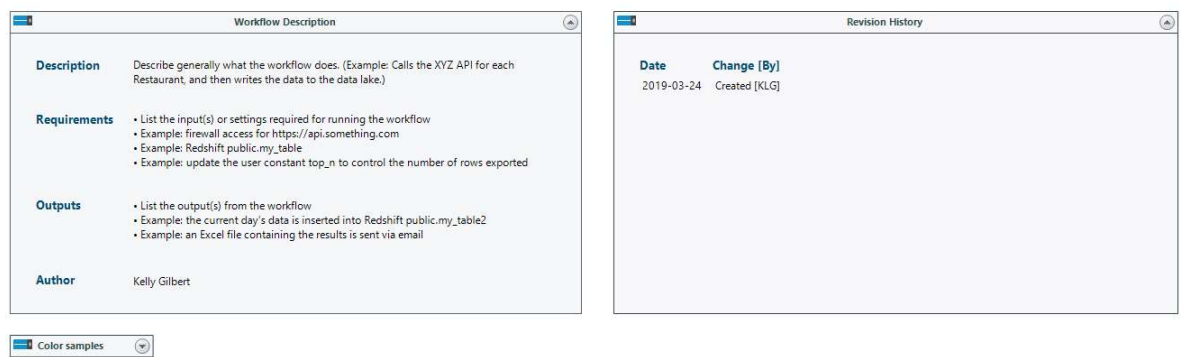 Workflow Description
Description
Describe generally what the workflow does. (Example: Calls the XYZ API for each
Restaurant, and then writes the data to the data lake.)
Requirements
• List the input(s) or settings required for running the workflow
• Example: firewall access for https://api.something.com
• Example: Redshift public.my_table
• Example: update the user constant top_n to control the number of rows exported
Outputs
• List the output(s) from the workflow
• Example: the current day's data is inserted into Redshift public.my_table2
• Example: an Excel file containing the results is sent via email
Author
Kelly Gilbert
Revision History
Date Change [By]
2019-03-24 Created [KLG]
Color samples